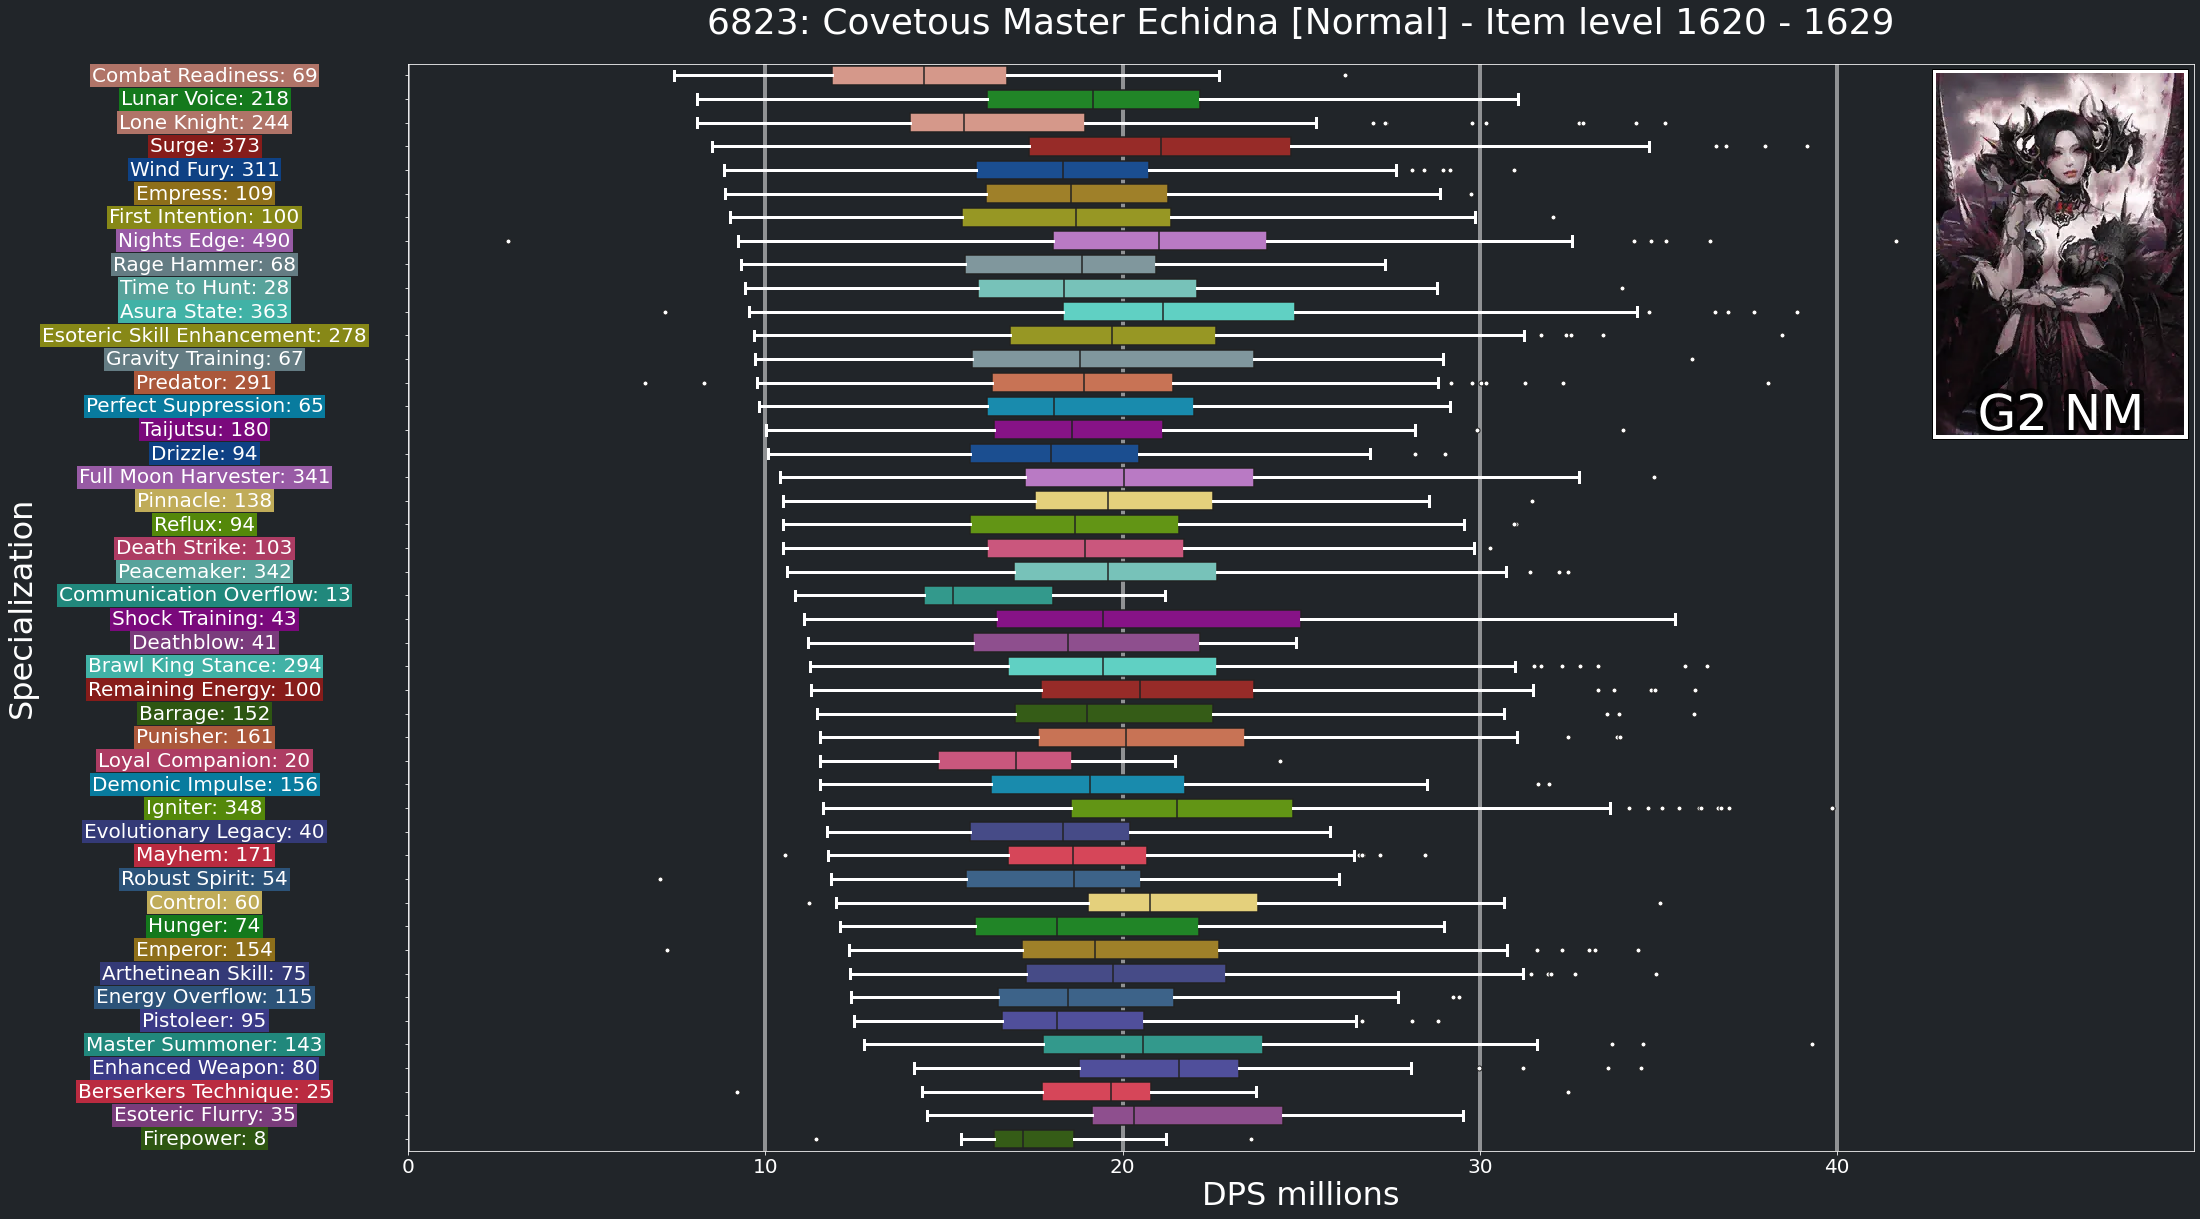 6823: Covetous Master Echidna [Normal] - Item level 1620 - 1629
Combat Readiness: 69
Lunar Voice: 218
Lone Knight: 244
Surge: 373
Wind Fury: 311
Empress: 109
First Intention: 100
Nights Edge: 490
Rage Hammer: 68
Time to Hunt: 28
Asura State: 363
Esoteric Skill Enhancement: 278
Gravity Training: 67
Predator: 291
Perfect Suppression: 65
Taijutsu: 180
Drizzle: 94
Full Moon Harvester: 341
Pinnacle: 138
Reflux: 94
Death Strike: 103
Peacemaker: 342
Communication Overflow: 13
Shock Training: 43
Deathblow: 41
Brawl King Stance: 294
Remaining Energy: 100
Barrage: 152
Punisher: 161
Loyal Companion: 20
Demonic Impulse: 156
Igniter: 348
Evolutionary Legacy: 40
Mayhem: 171
Robust Spirit: 54
Control: 60
Hunger: 74
Emperor: 154
Arthetinean Skill: 75
Energy Overflow: 115
Pistoleer: 95
Master Summoner: 143
Enhanced Weapon: 80
Berserkers Technique: 25
Esoteric Flurry: 35
Firepower: 8
Specialization
G2 NM
0 10 20 30 40
DPS millions